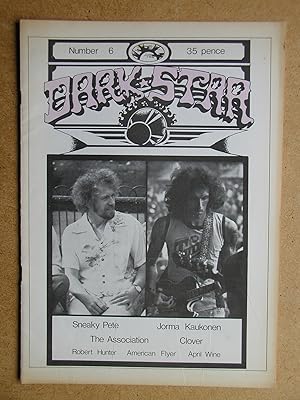 Number 6 35 pence
DARK STAR
Sneaky Pete Jorma Kaukonen
The Association Clover
Robert Hunter American Flyer April Wine